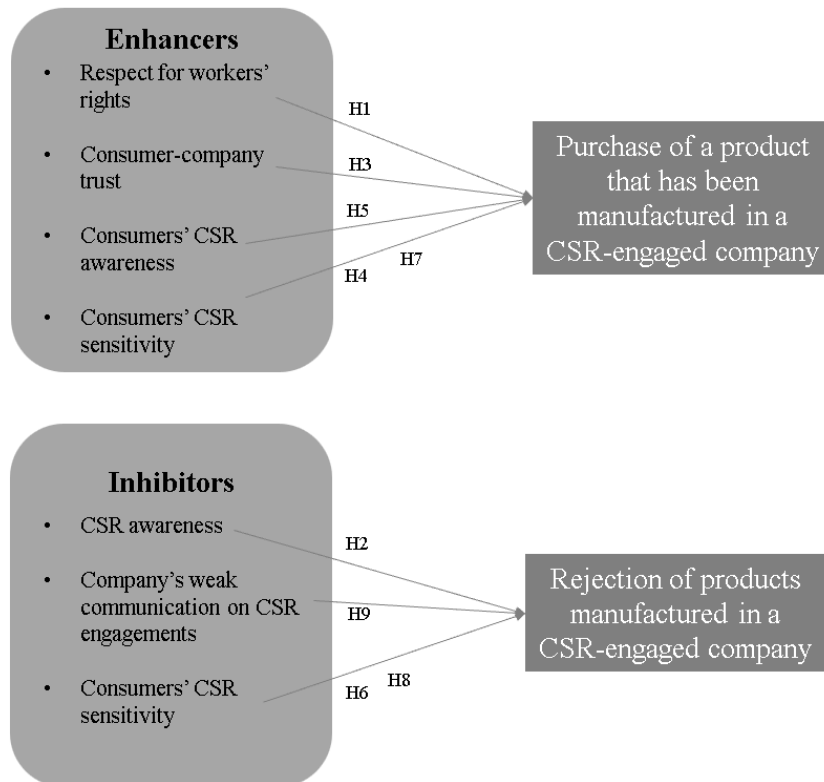 Enhancers
• Respect for workers’
rights
• Consumer-company
trust
• Consumers’ CSR
awareness
• Consumers’ CSR
sensitivity
H1
H3
H5
H7
H4
Purchase of a product
that has been
manufactured in a
CSR-engaged company
Inhibitors
• CSR awareness
• Company’s weak
communication on CSR
engagements
• Consumers’ CSR
sensitivity
H2
H9
H8
H6
Rejection of products
manufactured in a
CSR-engaged company